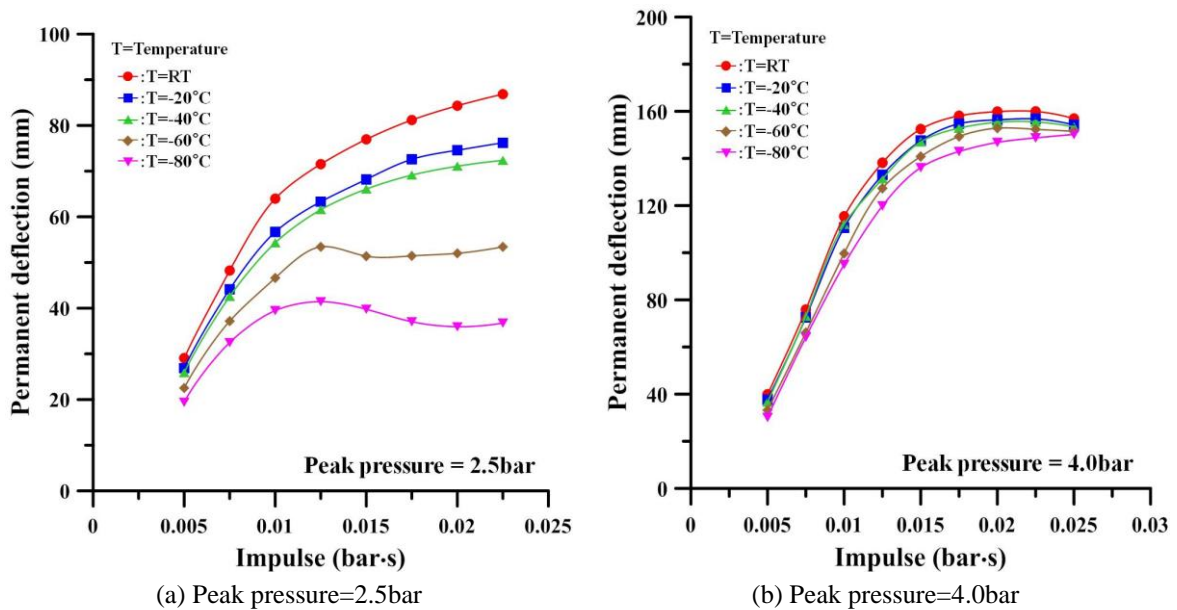 T=Temperature
:T=RT
:T=-20°C
:T=-40°C
:T=-60°C
:T=-80°C
100
80
60
40
20
0
Permanent deflection (mm)
Peak pressure = 2.5bar
0 0.005 0.01 0.015 0.02 0.025
Impulse (bar·s)
(a) Peak pressure=2.5bar
T=Temperature
:T=RT
:T=-20°C
:T=-40°C
:T=-60°C
:T=-80°C
200
160
120
80
40
0
Permanent deflection (mm)
Peak pressure = 4.0bar
0 0.005 0.01 0.015 0.02 0.025 0.03
Impulse (bar·s)
(b) Peak pressure=4.0bar